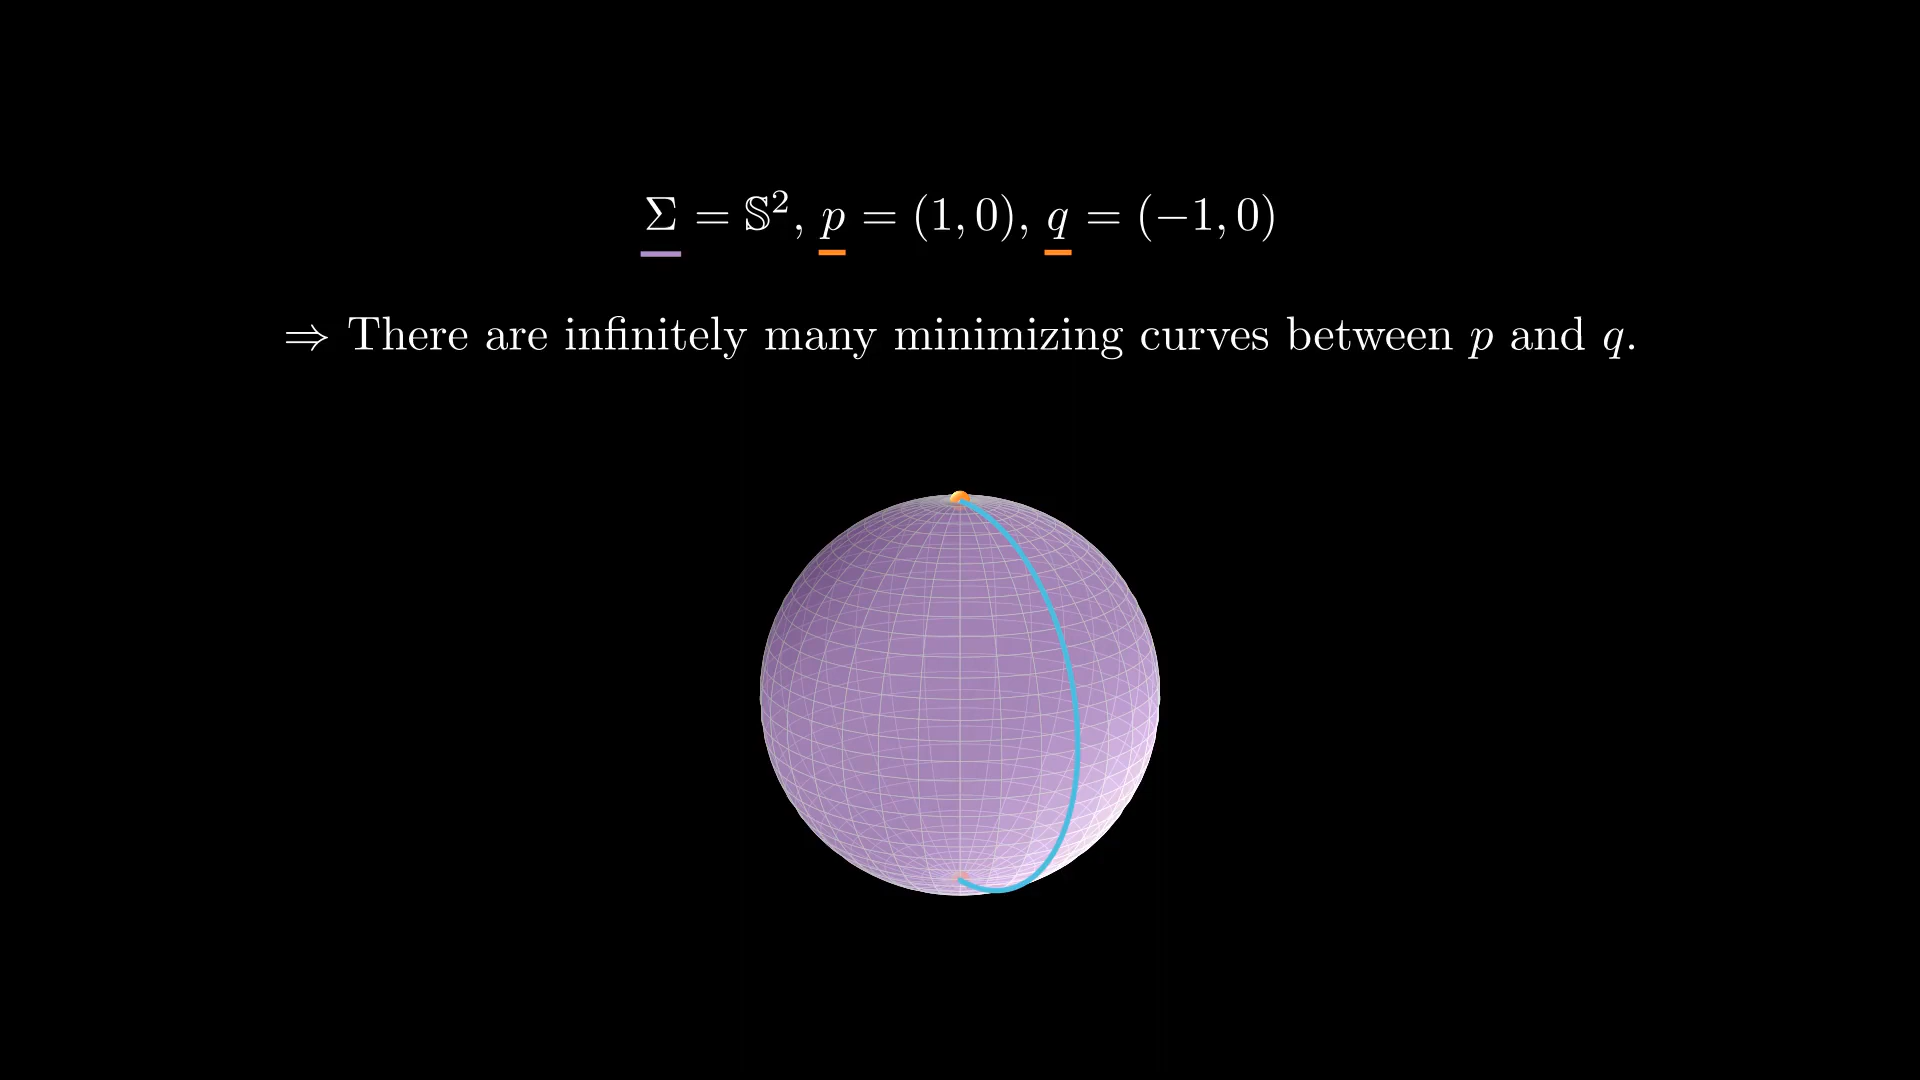 Σ = 𝕊², p = (1, 0), q = (−1, 0)
⇒ There are infinitely many minimizing curves between p and q.